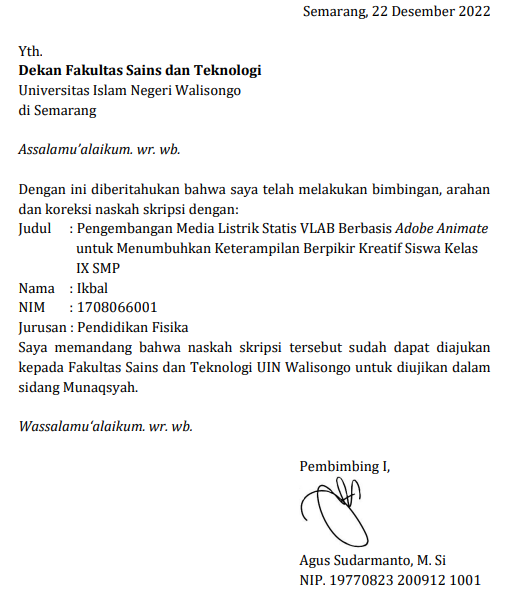 Semarang, 22 Desember 2022
Yth.
Dekan Fakultas Sains dan Teknologi
Universitas Islam Negeri Walisongo
di Semarang
Assalamu’alaikum. wr. wb.
Dengan ini diberitahukan bahwa saya telah melakukan bimbingan, arahan
dan koreksi naskah skripsi dengan:
Judul : Pengembangan Media Listrik Statis VLAB Berbasis Adobe Animate
untuk Menumbuhkan Keterampilan Berpikir Kreatif Siswa Kelas
IX SMP
Nama : Ikbal
NIM : 1708066001
Jurusan : Pendidikan Fisika
Saya memandang bahwa naskah skripsi tersebut sudah dapat diajukan
kepada Fakultas Sains dan Teknologi UIN Walisongo untuk diujikan dalam
sidang Munaqsyah.
Wassalamu‘alaikum. wr. wb.
Pembimbing I,
Agus Sudarmanto, M. Si
NIP. 19770823 200912 1001